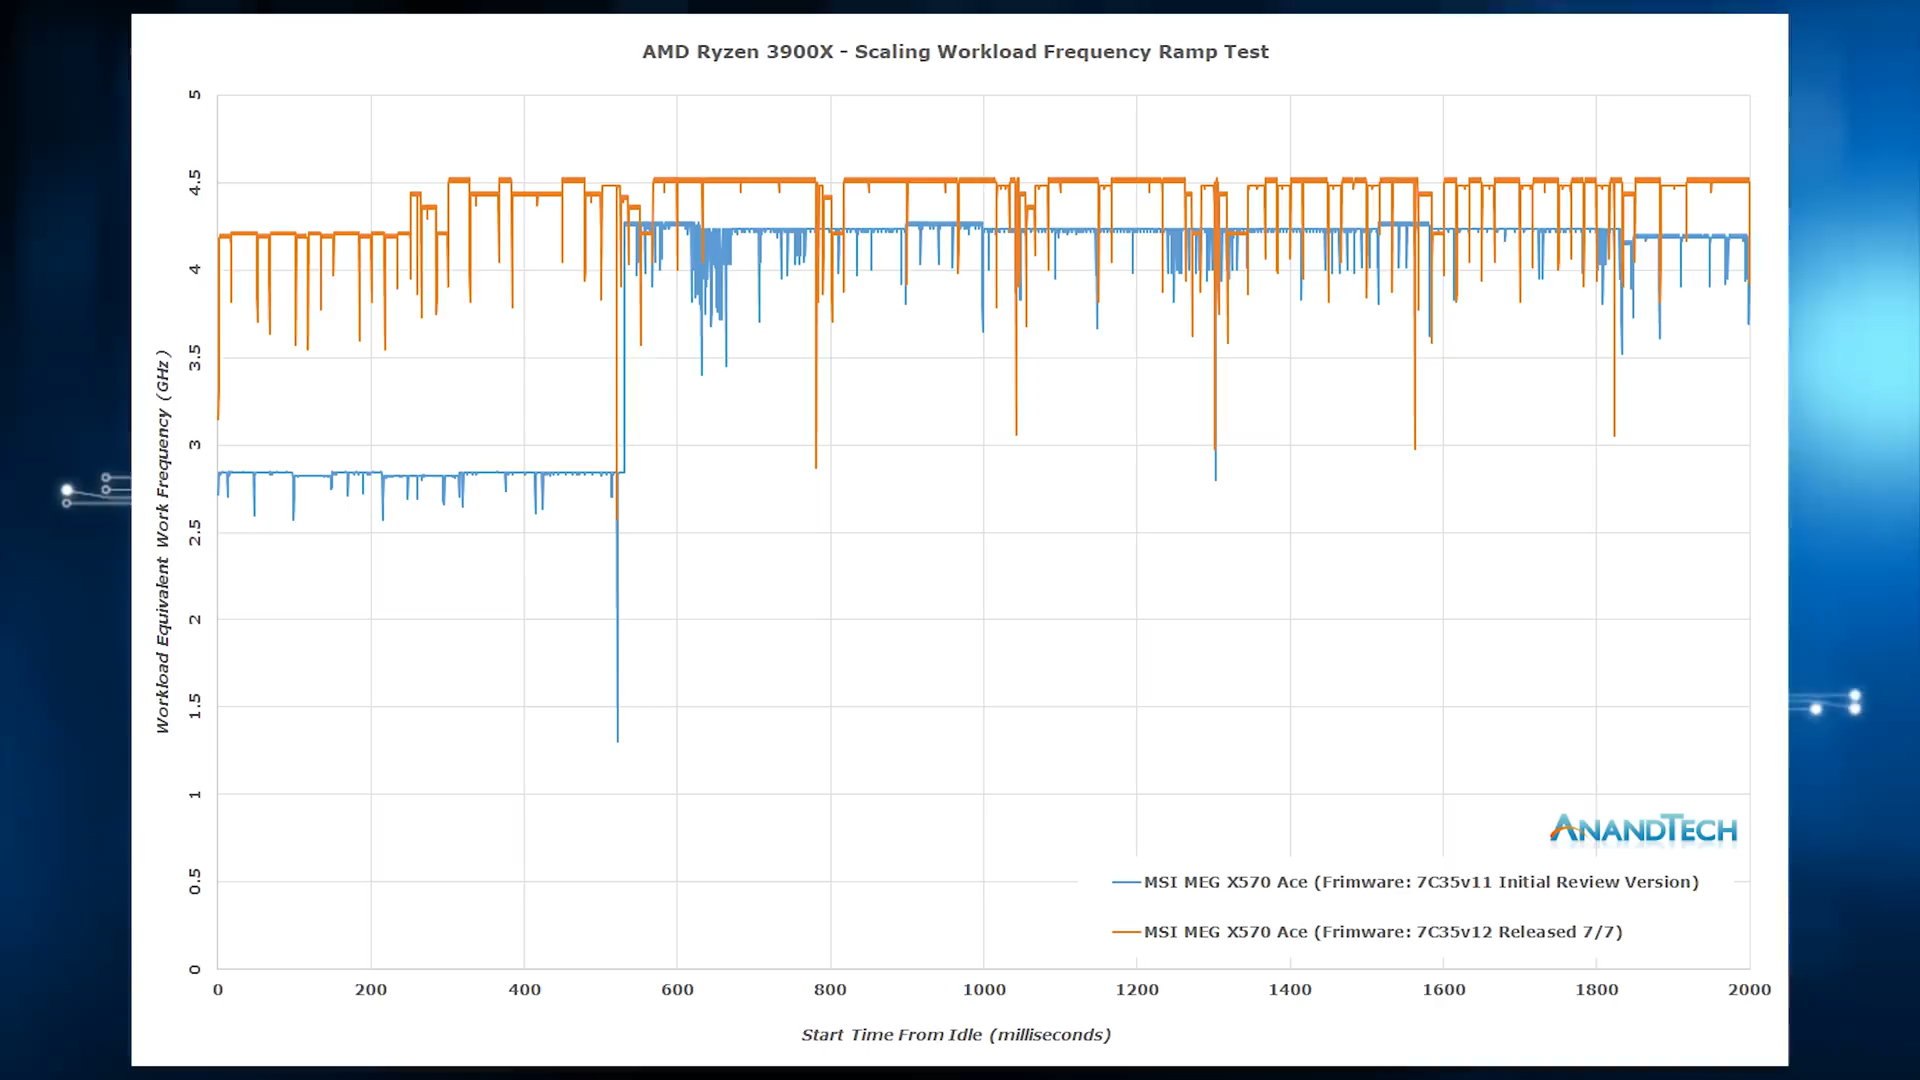 AMD Ryzen 3900X - Scaling Workload Frequency Ramp Test
5
4.5
4
3.5
3
2.5
2
1.5
1
0.5
0
Workload Equivalent Work Frequency (GHz)
ANANDTECH
MSI MEG X570 Ace (Frimware: 7C35v11 Initial Review Version)
MSI MEG X570 Ace (Frimware: 7C35v12 Released 7/7)
0 200 400 600 800 1000 1200 1400 1600 1800 2000
Start Time From Idle (milliseconds)